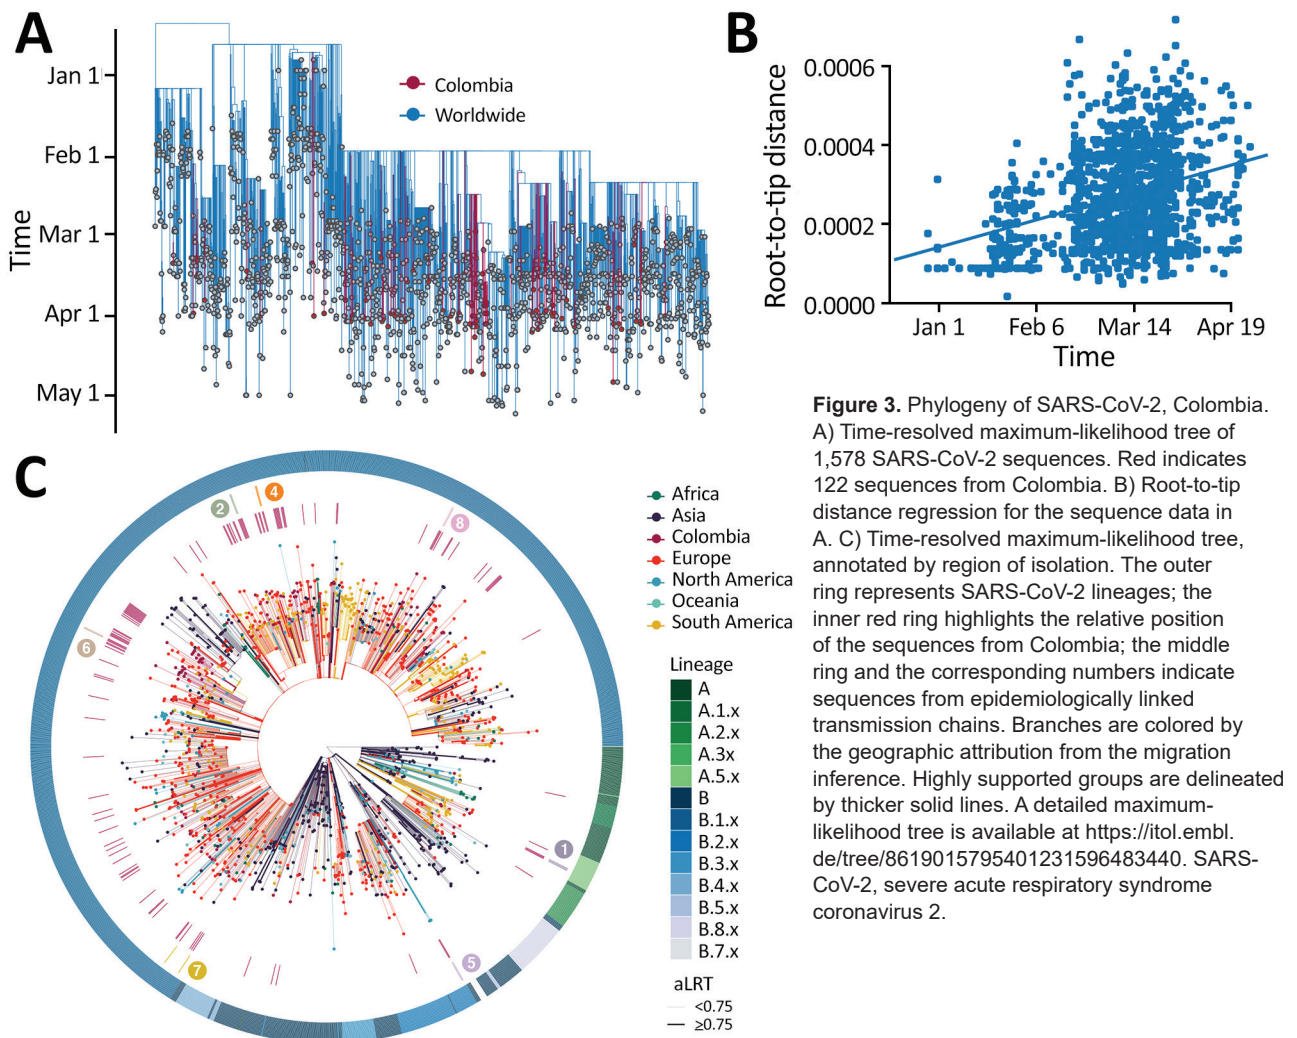 A
Jan 1
Feb 1
Mar 1
Apr 1
May 1
Time
Colombia
Worldwide
B
0.0006
0.0004
0.0002
0.0000
Root-to-tip distance
Jan 1
Feb 6
Mar 14
Apr 19
Time
C
2
4
8
6
1
5
7
Africa
Asia
Colombia
Europe
North America
Oceania
South America
Lineage
A
A.1.x
A.2.x
A.3x
A.5.x
B
B.1.x
B.2.x
B.3.x
B.4.x
B.5.x
B.8.x
B.7.x
aLRT
<0.75
≥0.75
Figure 3. Phylogeny of SARS-CoV-2, Colombia.
A) Time-resolved maximum-likelihood tree of
1,578 SARS-CoV-2 sequences. Red indicates
122 sequences from Colombia. B) Root-to-tip
distance regression for the sequence data in
A. C) Time-resolved maximum-likelihood tree,
annotated by region of isolation. The outer
ring represents SARS-CoV-2 lineages; the
inner red ring highlights the relative position
of the sequences from Colombia; the middle
ring and the corresponding numbers indicate
sequences from epidemiologically linked
transmission chains. Branches are colored by
the geographic attribution from the migration
inference. Highly supported groups are delineated
by thicker solid lines. A detailed maximum-
likelihood tree is available at https://itol.embl.
de/tree/8619015795401231596483440. SARS-
CoV-2, severe acute respiratory syndrome
coronavirus 2.